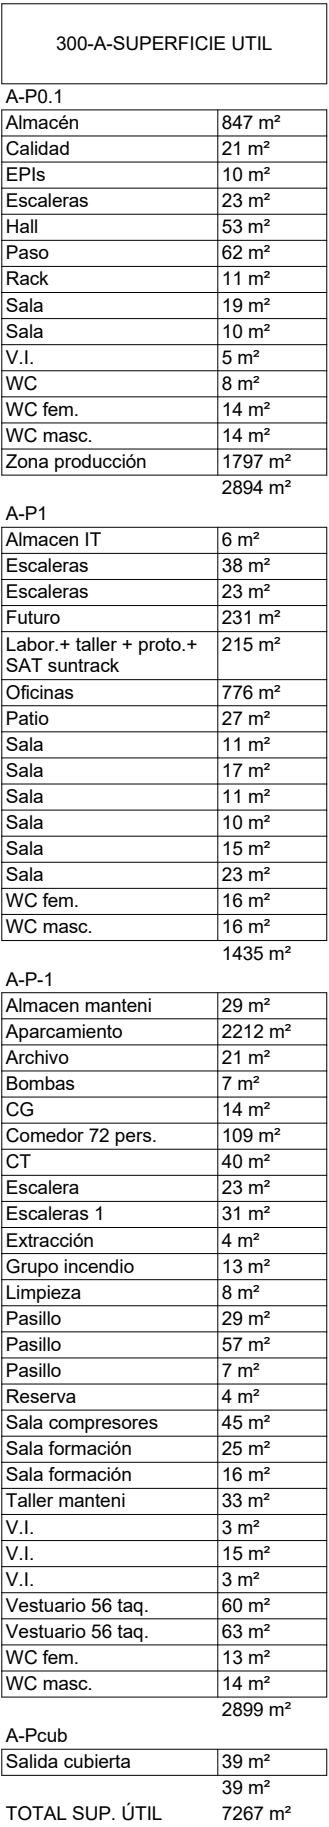 300-A-SUPERFICIE UTIL
A-P0.1
Almacén 847 m²
Calidad 21 m²
EPIs 10 m²
Escaleras 23 m²
Hall 53 m²
Paso 62 m²
Rack 11 m²
Sala 19 m²
Sala 10 m²
V.I. 5 m²
WC 8 m²
WC fem. 14 m²
WC masc. 14 m²
Zona producción 1797 m²
2894 m²
A-P1
Almacen IT 6 m²
Escaleras 38 m²
Escaleras 23 m²
Futuro 231 m²
Labor.+ taller + proto.+ 215 m²
SAT suntrack
Oficinas 776 m²
Patio 27 m²
Sala 11 m²
Sala 17 m²
Sala 11 m²
Sala 10 m²
Sala 15 m²
Sala 23 m²
WC fem. 16 m²
WC masc. 16 m²
1435 m²
A-P-1
Almacen manteni 29 m²
Aparcamiento 2212 m²
Archivo 21 m²
Bombas 7 m²
CG 14 m²
Comedor 72 pers. 109 m²
CT 40 m²
Escalera 23 m²
Escaleras 1 31 m²
Extracción 4 m²
Grupo incendio 13 m²
Limpieza 8 m²
Pasillo 29 m²
Pasillo 57 m²
Pasillo 7 m²
Reserva 4 m²
Sala compresores 45 m²
Sala formación 25 m²
Sala formación 16 m²
Taller manteni 33 m²
V.I. 3 m²
V.I. 15 m²
V.I. 3 m²
Vestuario 56 taq. 60 m²
Vestuario 56 taq. 63 m²
WC fem. 13 m²
WC masc. 14 m²
2899 m²
A-Pcub
Salida cubierta 39 m²
39 m²
TOTAL SUP. ÚTIL 7267 m²